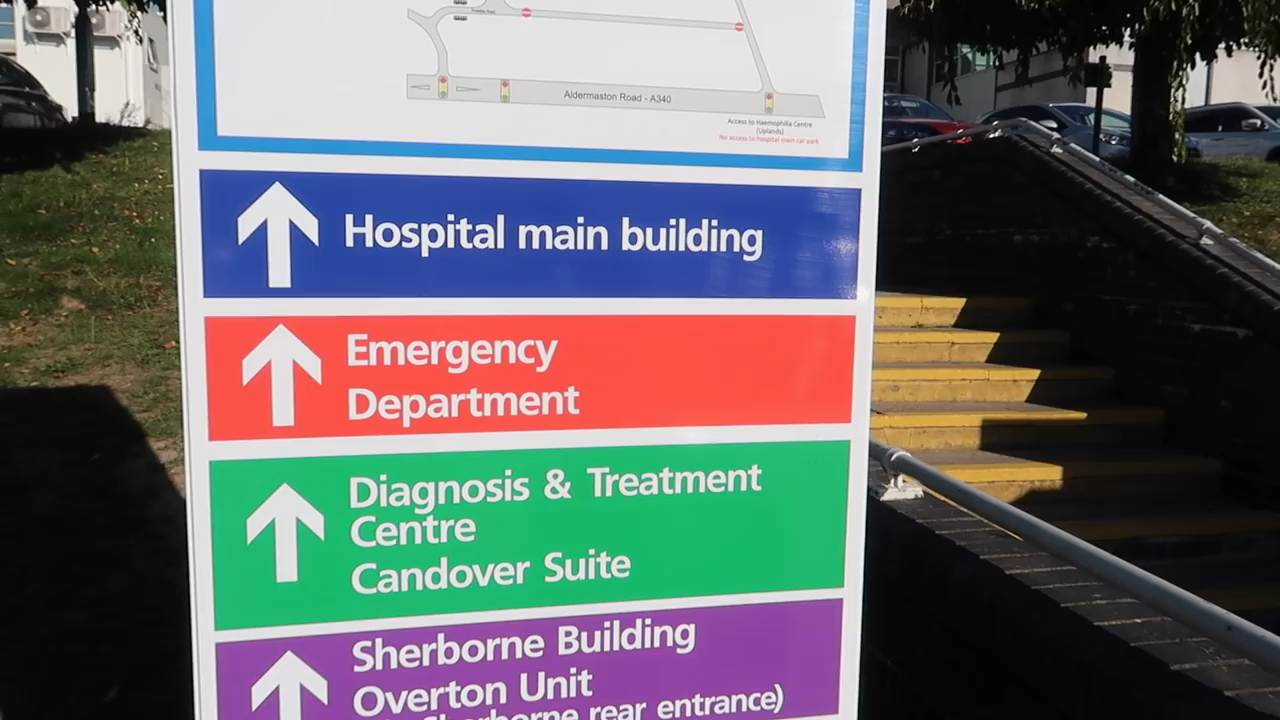 Aldermaston Road - A340
Access to Haemophilia Centre
(Uplands)
No access to hospital main car park
Hospital main building
Emergency
Department
Diagnosis & Treatment
Centre
Candover Suite
Sherborne Building
Overton Unit
Sherborne rear entrance)